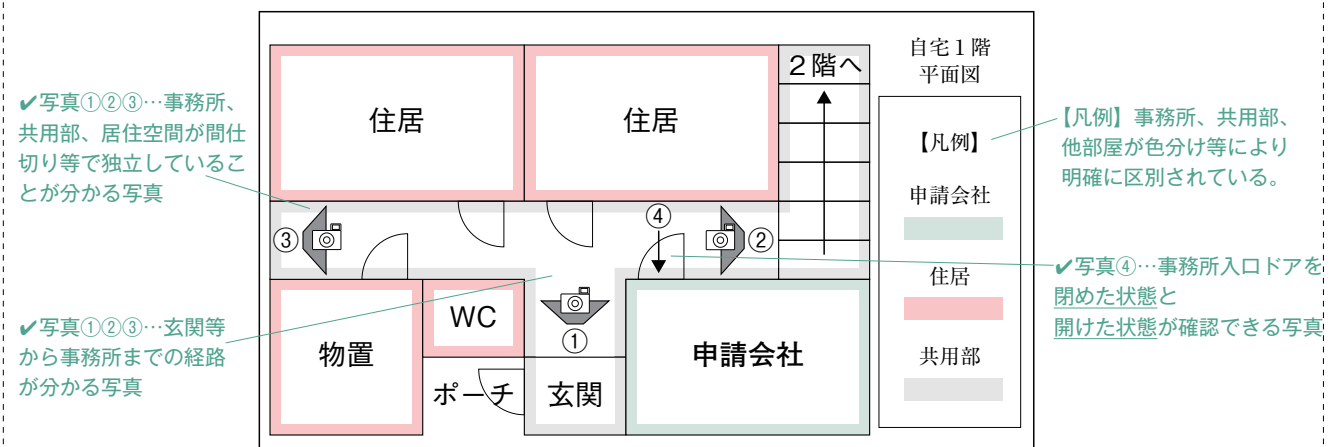 ✔写真①②③…事務所、
共用部、居住空間が間仕
切り等で独立しているこ
とが分かる写真
✔写真①②③…玄関等
から事務所までの経路
が分かる写真
住居
住居
２階へ
③
④
②
①
物置
WC
ポーチ
玄関
申請会社
自宅１階
平面図
【凡例】
申請会社
住居
共用部
【凡例】事務所、共用部、
他部屋が色分け等により
明確に区別されている。
✔写真④…事務所入口ドアを
閉めた状態と
開けた状態が確認できる写真